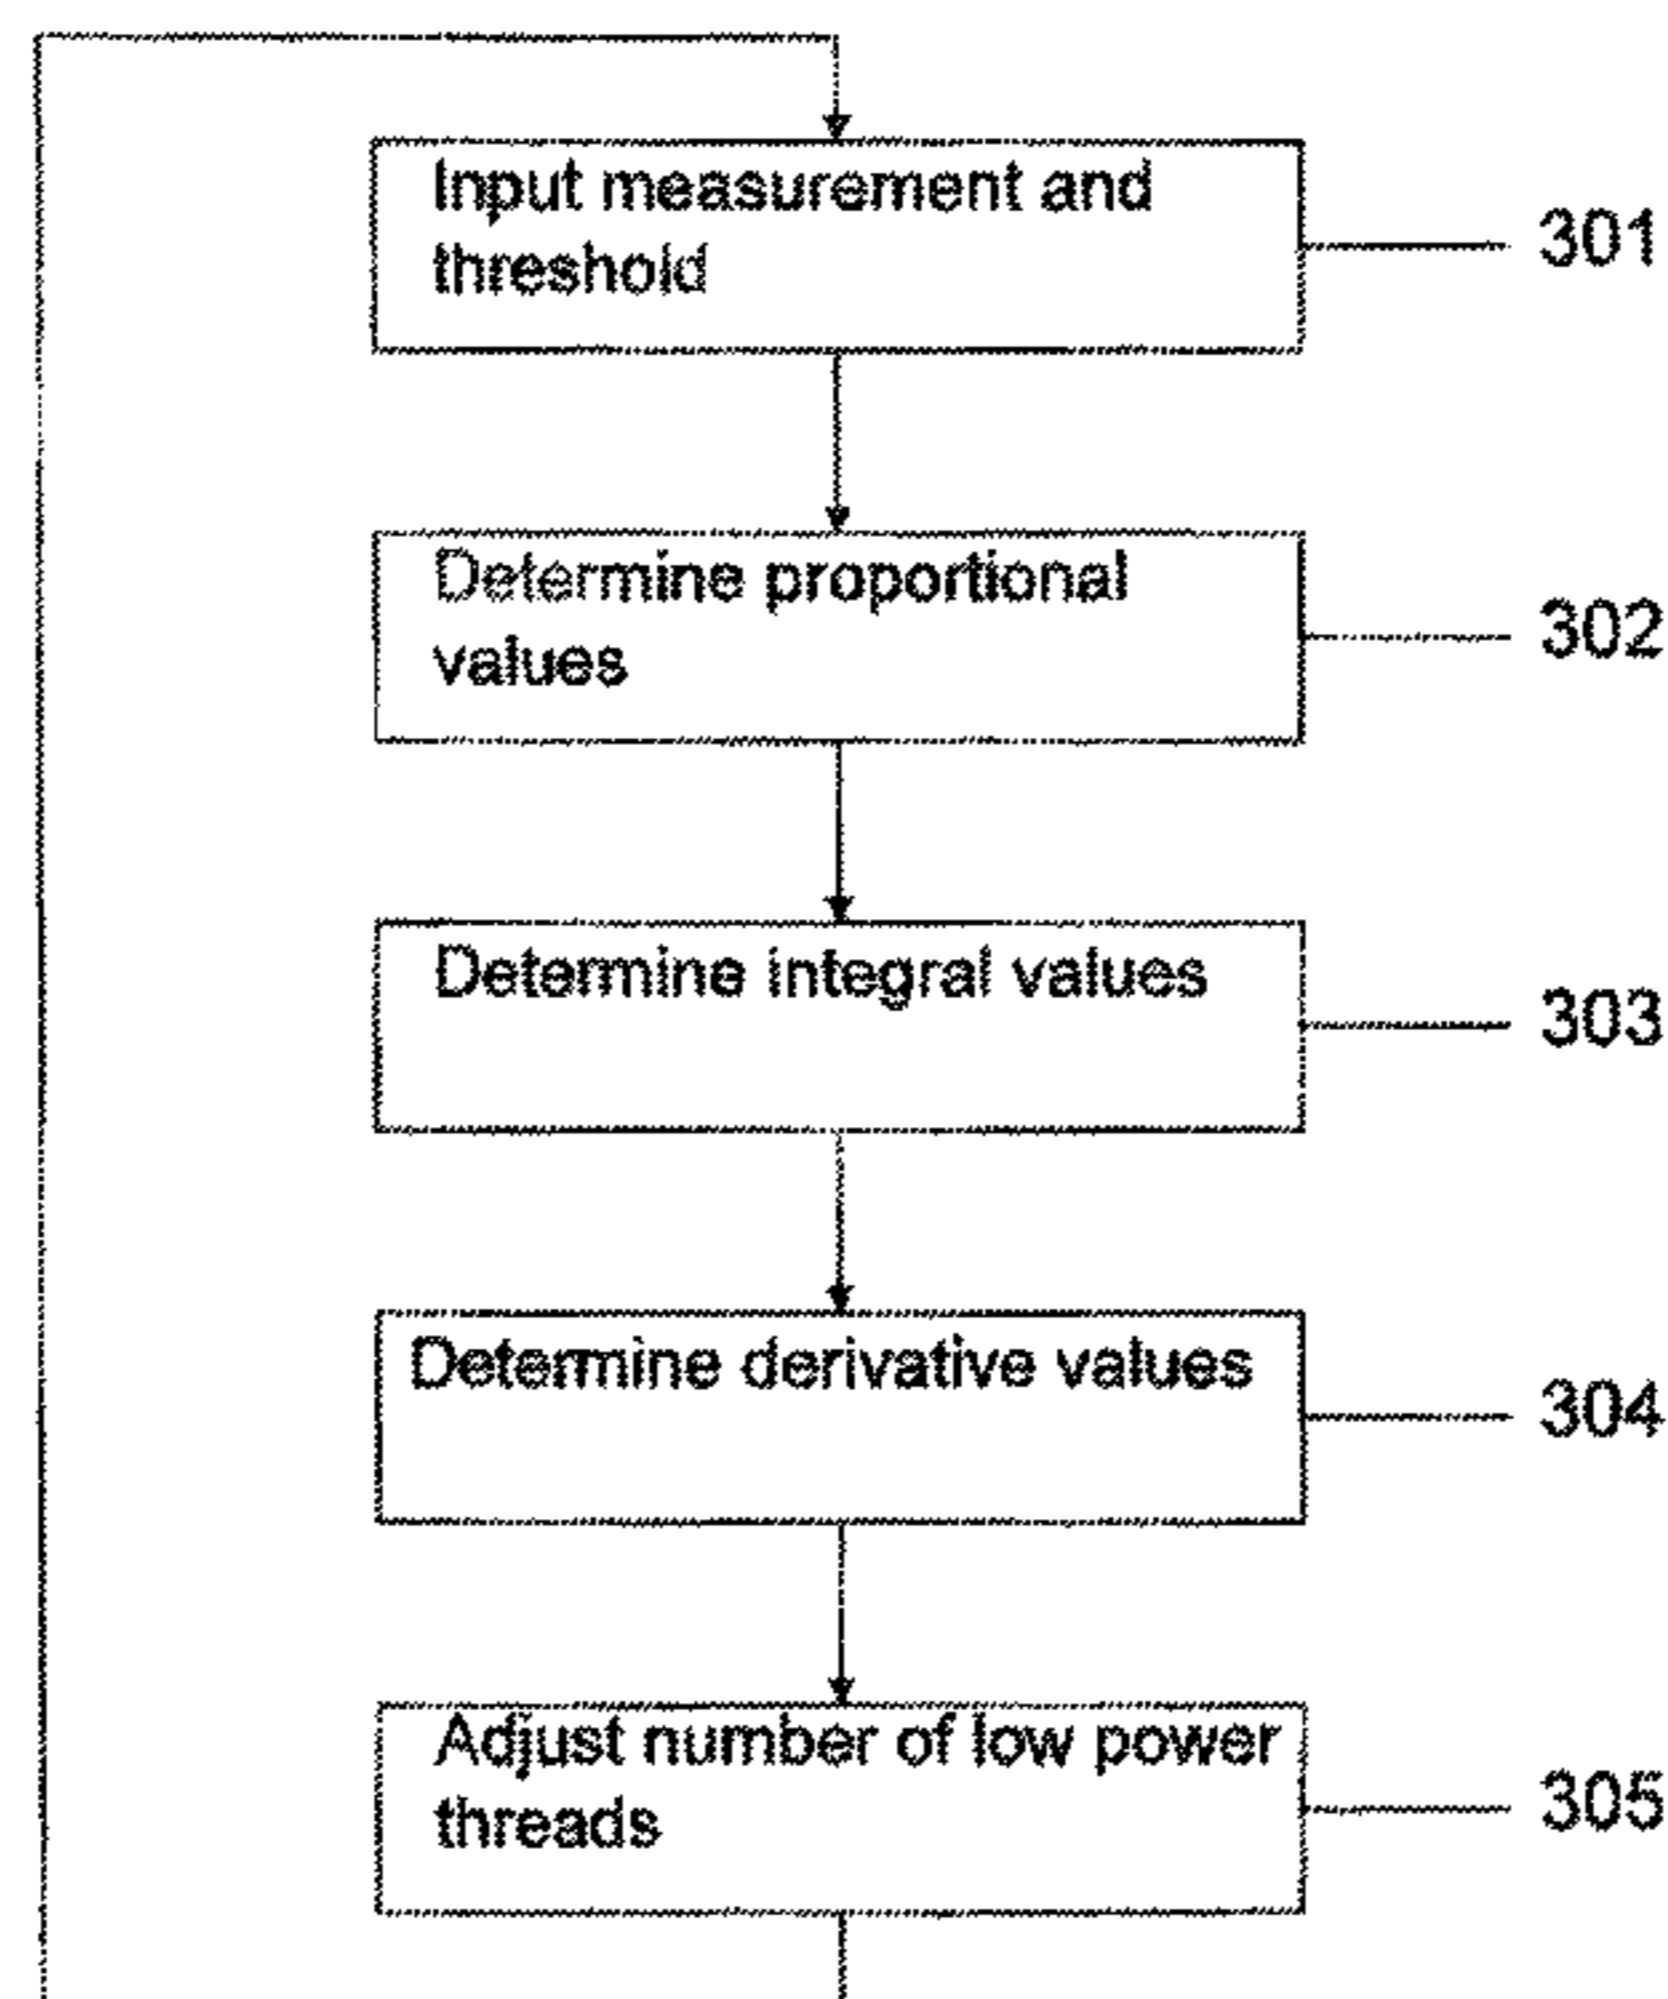 Input measurement and
threshold
301
Determine proportional
values
302
Determine integral values
303
Determine derivative values
304
Adjust number of low power
threads
305